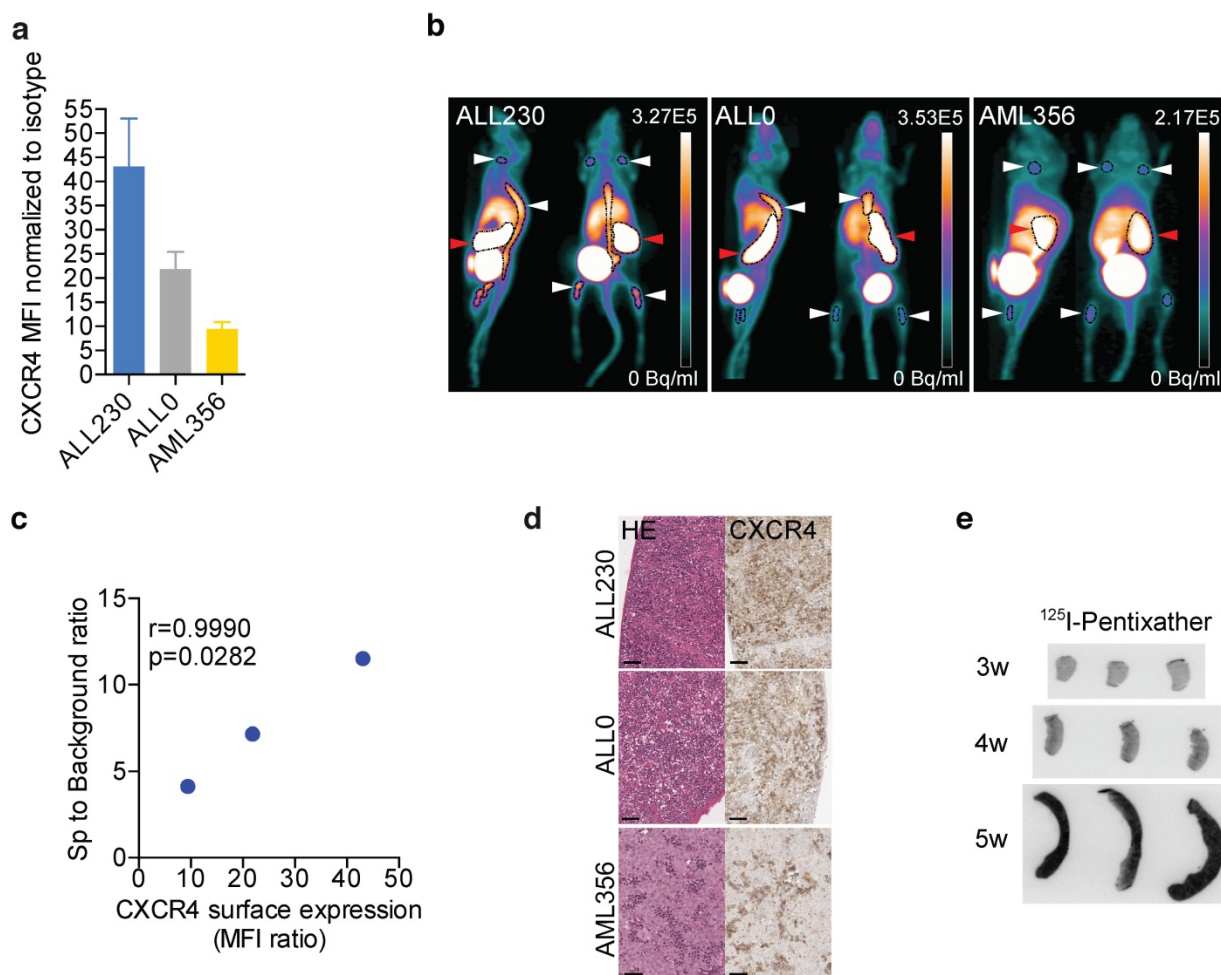 a
CXCR4 MFI normalized to isotype
55
50
45
40
35
30
25
20
15
10
5
0
ALL230
ALL0
AML356
b
ALL230
3.27E5
0 Bq/ml
ALL0
3.53E5
0 Bq/ml
AML356
2.17E5
0 Bq/ml
c
Sp to Background ratio
15
10
5
0
r=0.9990
p=0.0282
0 10 20 30 40 50
CXCR4 surface expression
(MFI ratio)
d
HE
CXCR4
ALL230
ALL0
AML356
e
¹²⁵I-Pentixather
3w
4w
5w